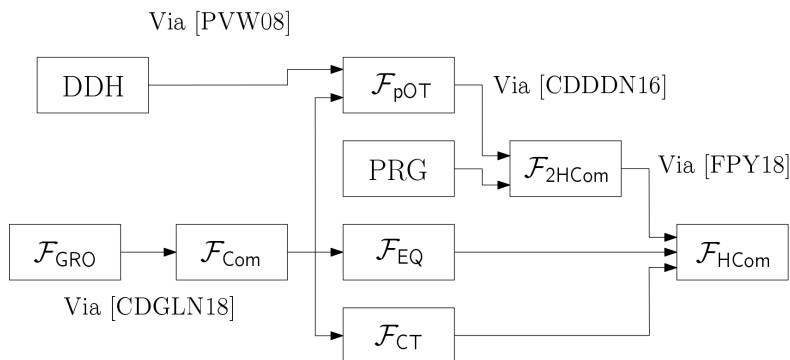 Via [PVW08]
DDH
F_pOT
Via [CDDDN16]
PRG
F_2HCom
Via [FPY18]
F_GRO
F_Com
F_EQ
F_HCom
Via [CDGLN18]
F_CT